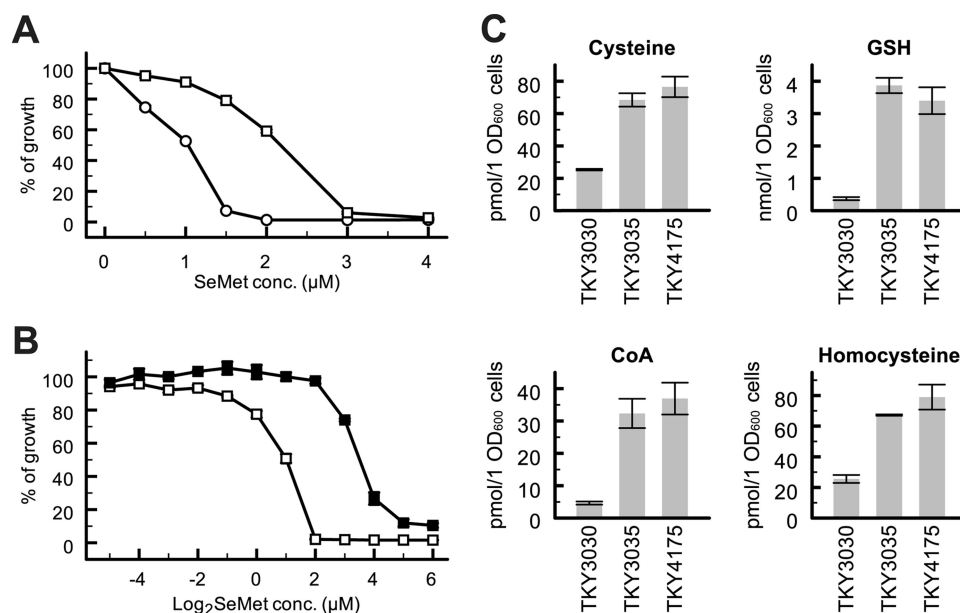 A
% of growth
100
80
60
40
20
0
0 1 2 3 4
SeMet conc. (µM)
B
% of growth
100
80
60
40
20
0
-4 -2 0 2 4 6
Log2SeMet conc. (µM)
C
Cysteine
pmol/1 OD600 cells
80
60
40
20
0
TKY3030
TKY3035
TKY4175
GSH
nmol/1 OD600 cells
4
3
2
1
0
TKY3030
TKY3035
TKY4175
CoA
pmol/1 OD600 cells
40
30
20
10
0
TKY3030
TKY3035
TKY4175
Homocysteine
pmol/1 OD600 cells
80
60
40
20
0
TKY3030
TKY3035
TKY4175